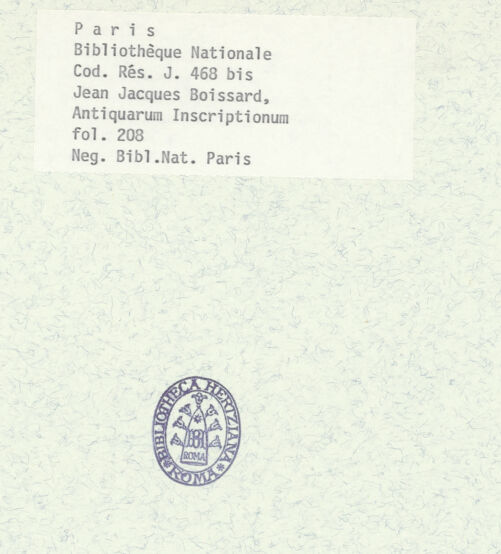 P a r i s
Bibliothèque Nationale
Cod. Rés. J. 468 bis
Jean Jacques Boissard,
Antiquarum Inscriptionum
fol. 208
Neg. Bibl.Nat. Paris
BIBLIOTHECA HERTZIANA
ROMA
ROMA